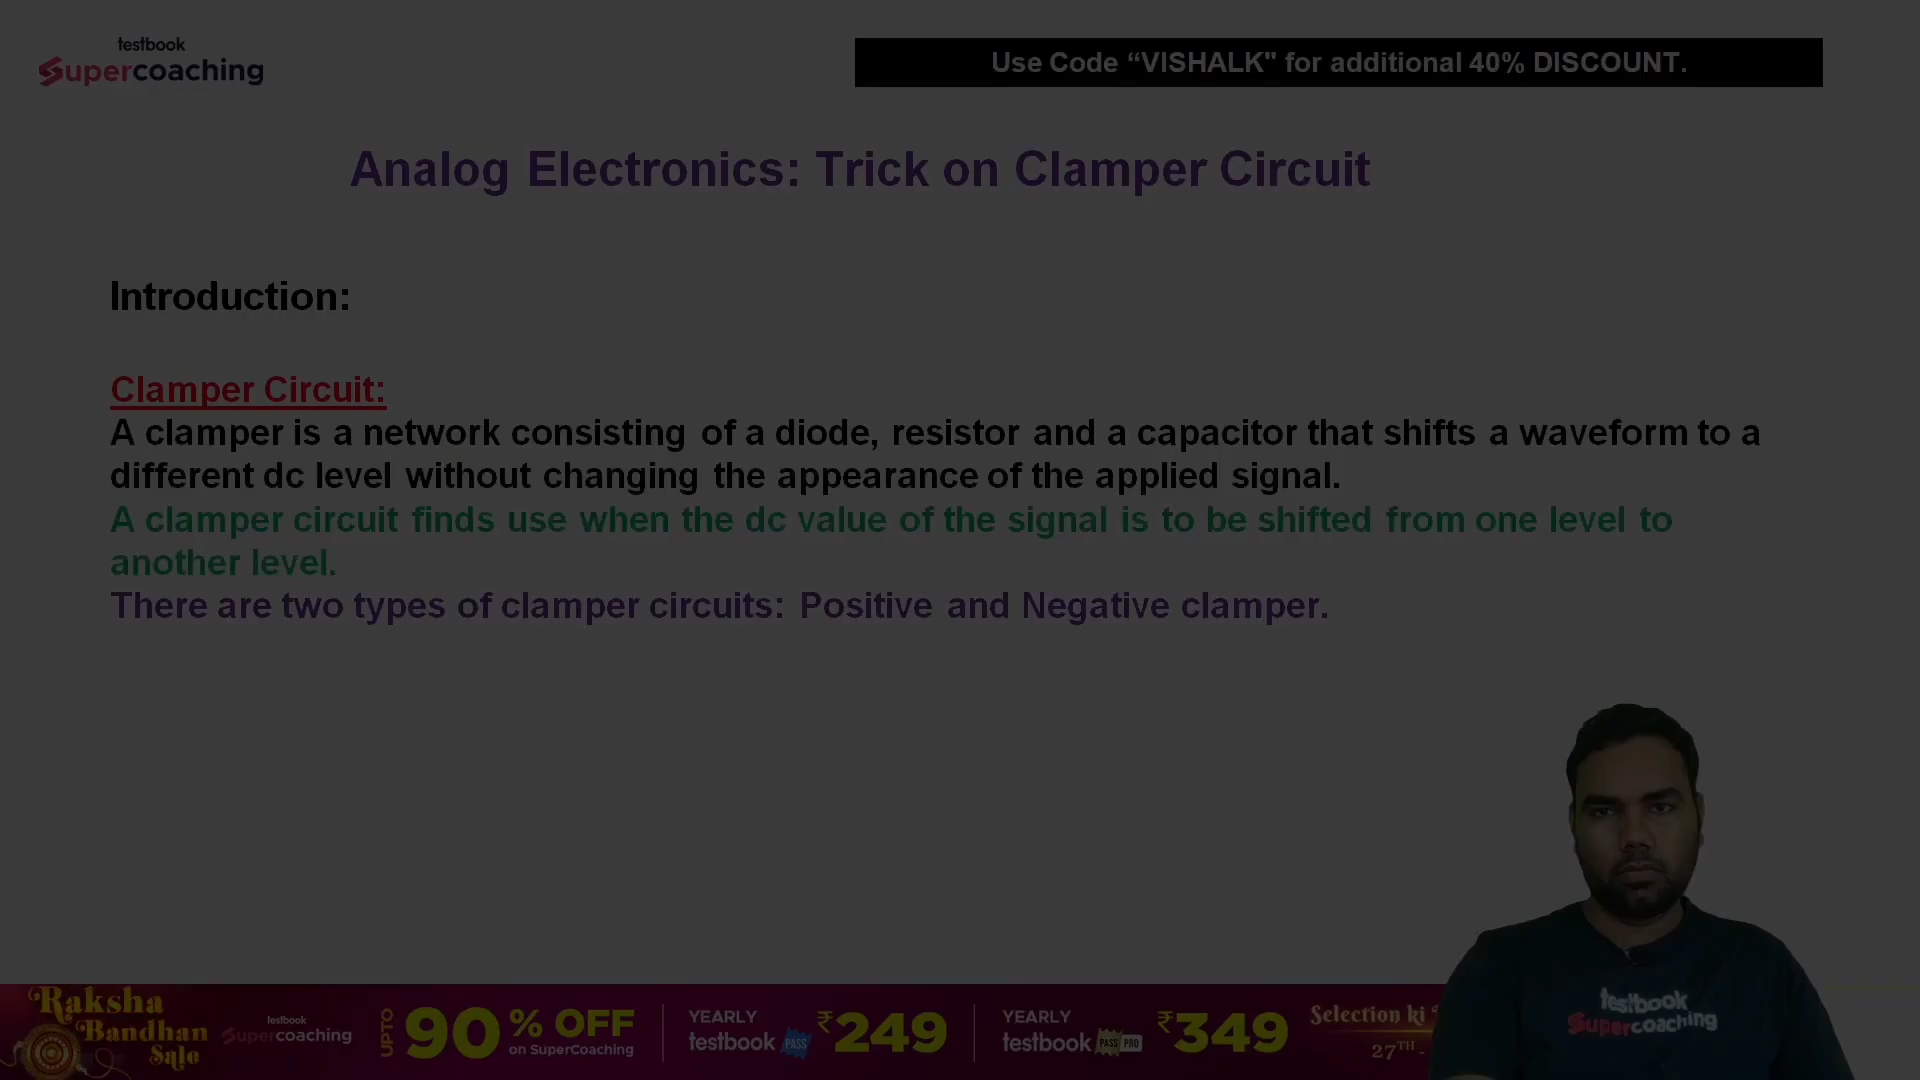 testbook
Supercoaching
Use Code “VISHALK" for additional 40% DISCOUNT.
Analog Electronics: Trick on Clamper Circuit
Introduction:
Clamper Circuit:
A clamper is a network consisting of a diode, resistor and a capacitor that shifts a waveform to a
different dc level without changing the appearance of the applied signal.
A clamper circuit finds use when the dc value of the signal is to be shifted from one level to
another level.
There are two types of clamper circuits: Positive and Negative clamper.
Raksha
Bandhan
Sale
testbook
Supercoaching
UPTO 90% OFF
on SuperCoaching
YEARLY
testbook PASS
₹249
YEARLY
testbook PASS PRO
₹349
Selection ki
27TH -
testbook
Supercoaching